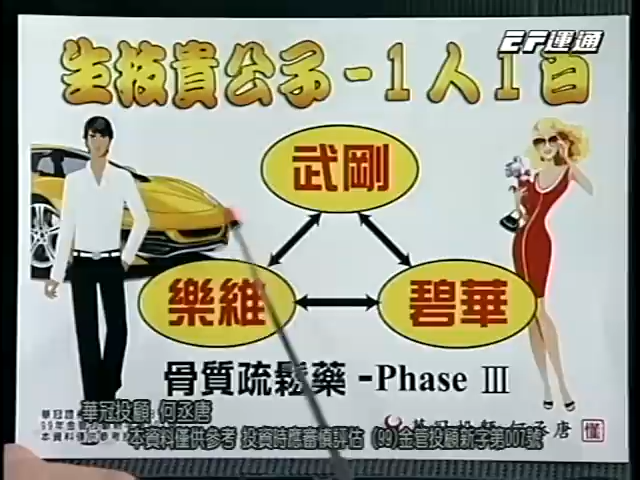 EF運通
生技貴公子-1人1百
武剛
樂維
碧華
骨質疏鬆藥 -Phase III
華冠投顧 何丞唐
本資料僅供參考 投資時應審慎評估 (99)金管投顧新字第007號
懂